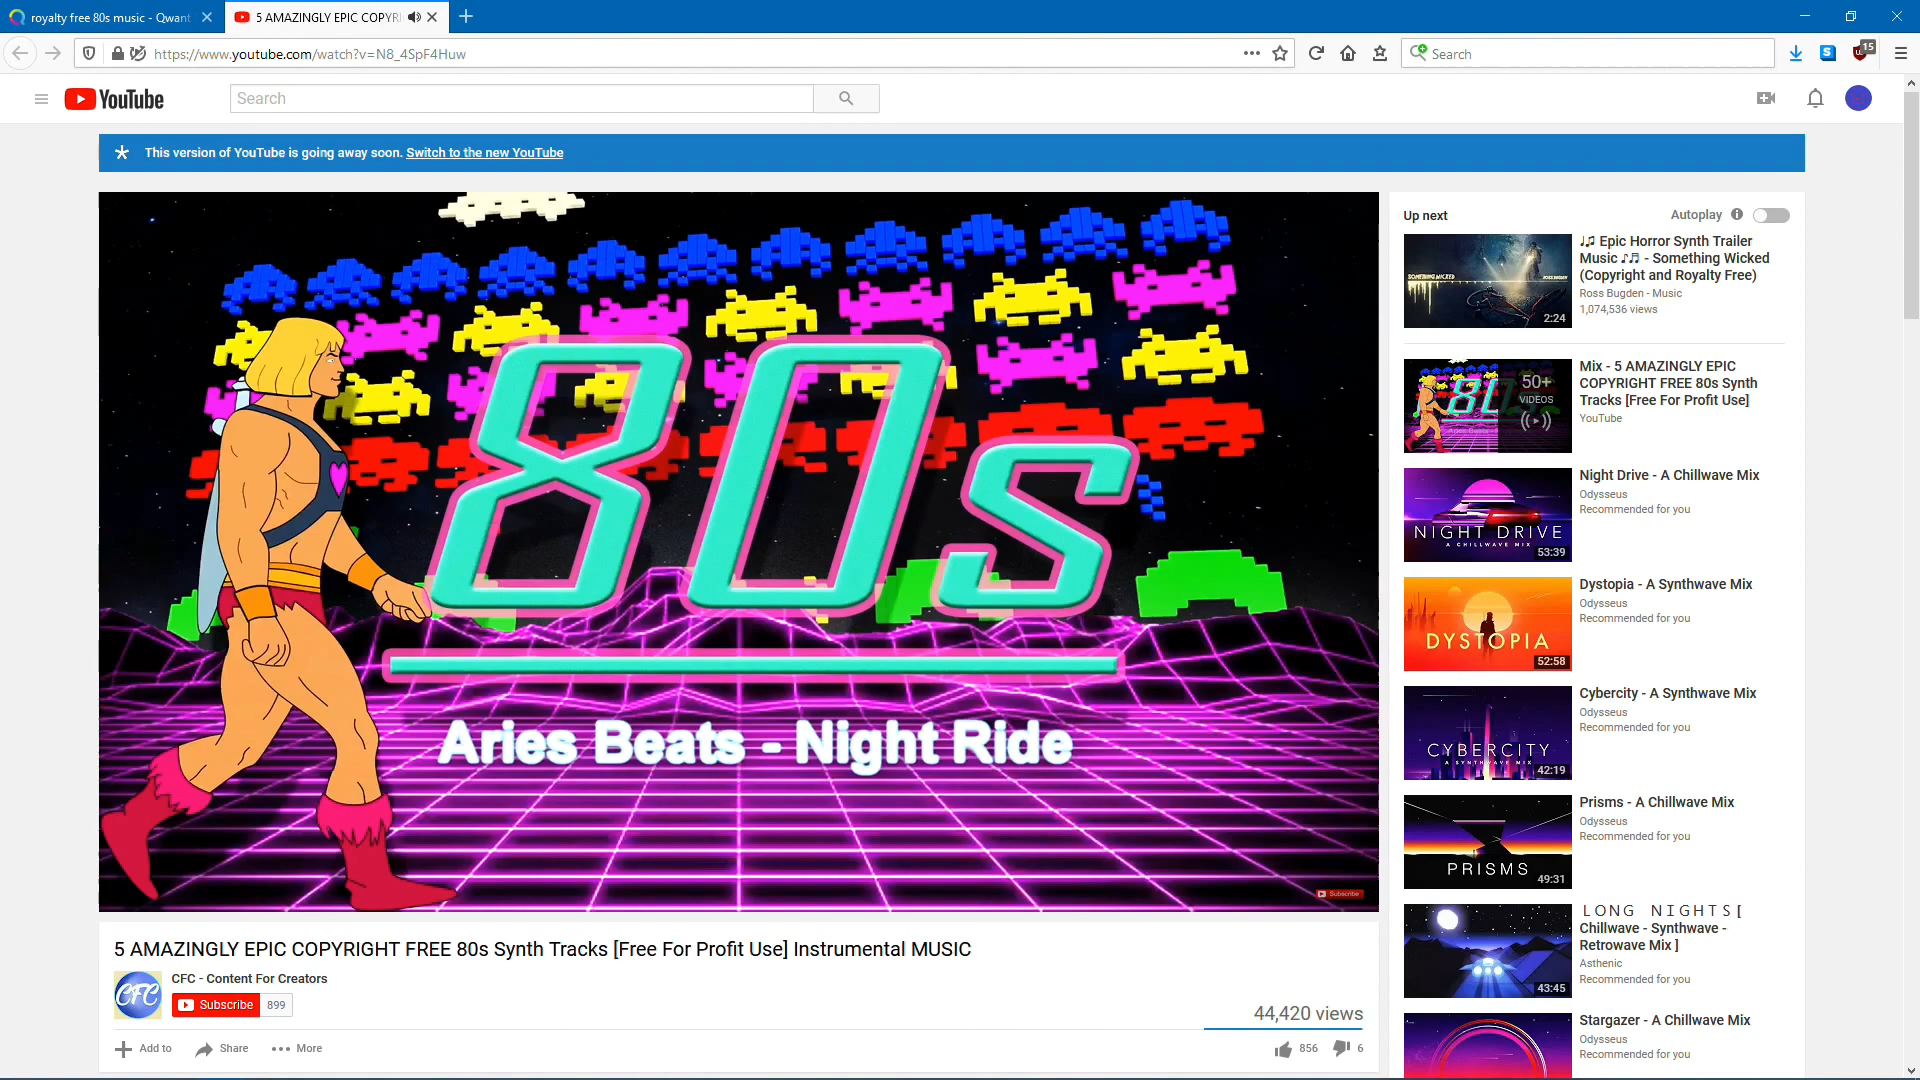 royalty free 80s music - Qwant
5 AMAZINGLY EPIC COPYRI
https://www.youtube.com/watch?v=N8_4SpF4Huw
Search
15
YouTube
Search
This version of YouTube is going away soon. Switch to the new YouTube
80s
Aries Beats - Night Ride
Subscribe
5 AMAZINGLY EPIC COPYRIGHT FREE 80s Synth Tracks [Free For Profit Use] Instrumental MUSIC
CFC
CFC - Content For Creators
Subscribe 899
44,420 views
Add to Share More
856 6
Up next
Autoplay
SOMETHING WICKED
ROSS BUGDEN
2:24
♩♫ Epic Horror Synth Trailer
Music ♪♬ - Something Wicked
(Copyright and Royalty Free)
Ross Bugden - Music
1,074,536 views
80
50+
VIDEOS
Mix - 5 AMAZINGLY EPIC
COPYRIGHT FREE 80s Synth
Tracks [Free For Profit Use]
YouTube
NIGHT DRIVE
A CHILLWAVE MIX
53:39
Night Drive - A Chillwave Mix
Odysseus
Recommended for you
DYSTOPIA
52:58
Dystopia - A Synthwave Mix
Odysseus
Recommended for you
CYBERCITY
A SYNTHWAVE MIX
42:19
Cybercity - A Synthwave Mix
Odysseus
Recommended for you
PRISMS
49:31
Prisms - A Chillwave Mix
Odysseus
Recommended for you
43:45
L O N G   N I G H T S [
Chillwave - Synthwave -
Retrowave Mix ]
Asthenic
Recommended for you
Stargazer - A Chillwave Mix
Odysseus
Recommended for you